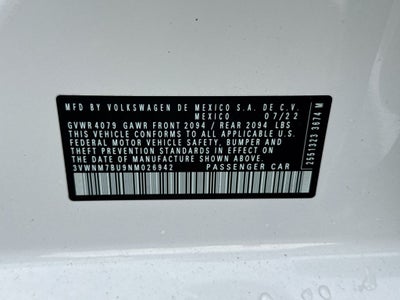 MFD BY VOLKSWAGEN DE MEXICO S.A. DE C.V.
MEXICO 07/22
GVWR 4079 GAWR FRONT 2094 / REAR 2094 LBS
THIS VEHICLE CONFORMS TO ALL APPLICABLE U.S.
FEDERAL MOTOR VEHICLE SAFETY, BUMPER AND
THEFT PREVENTION STANDARDS IN EFFECT ON
THE DATE OF MANUFACTURE SHOWN ABOVE
3VWNM7BU9NM026942 PASSENGER CAR
2551323 3674 M